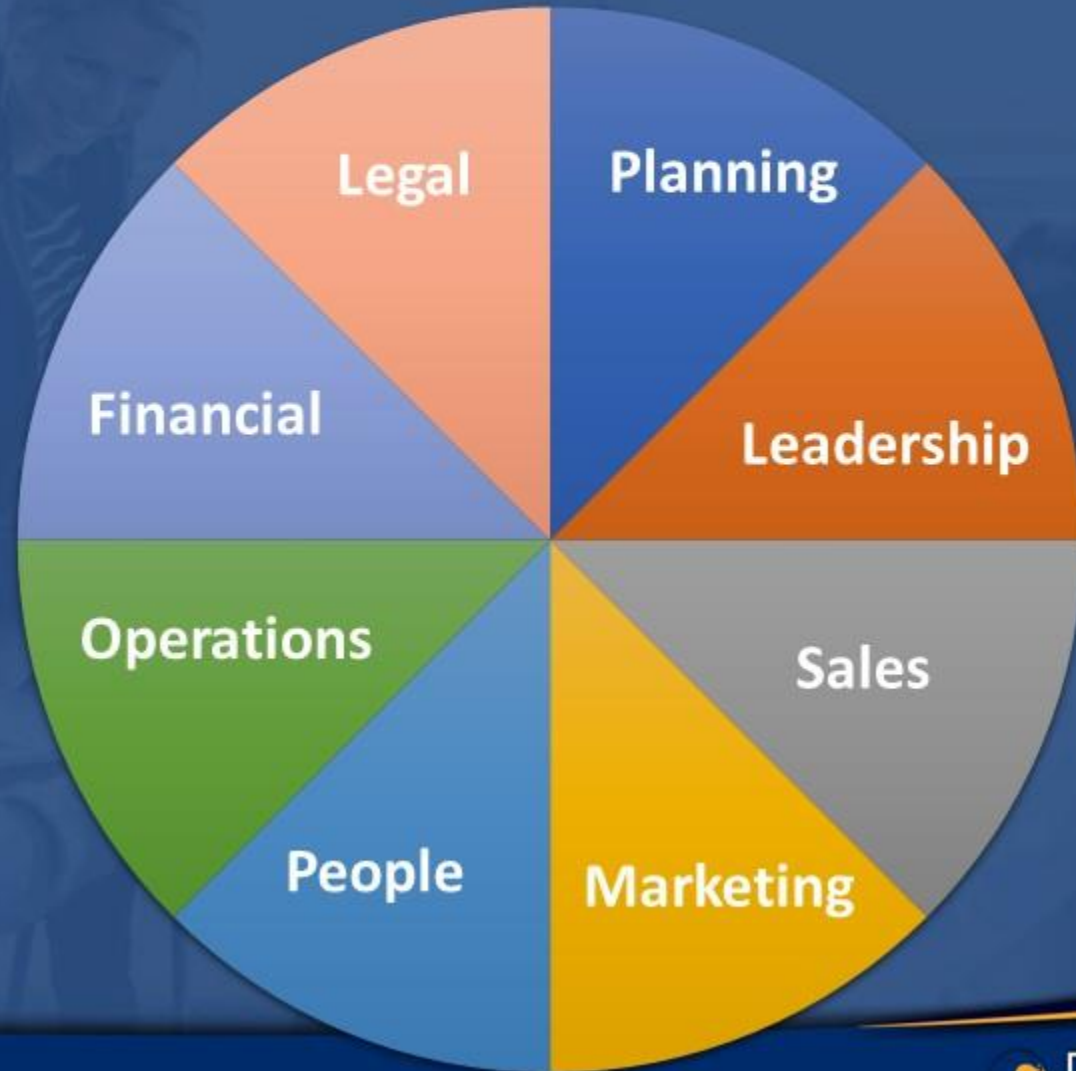 Legal
Planning
Financial
Leadership
Operations
Sales
People
Marketing